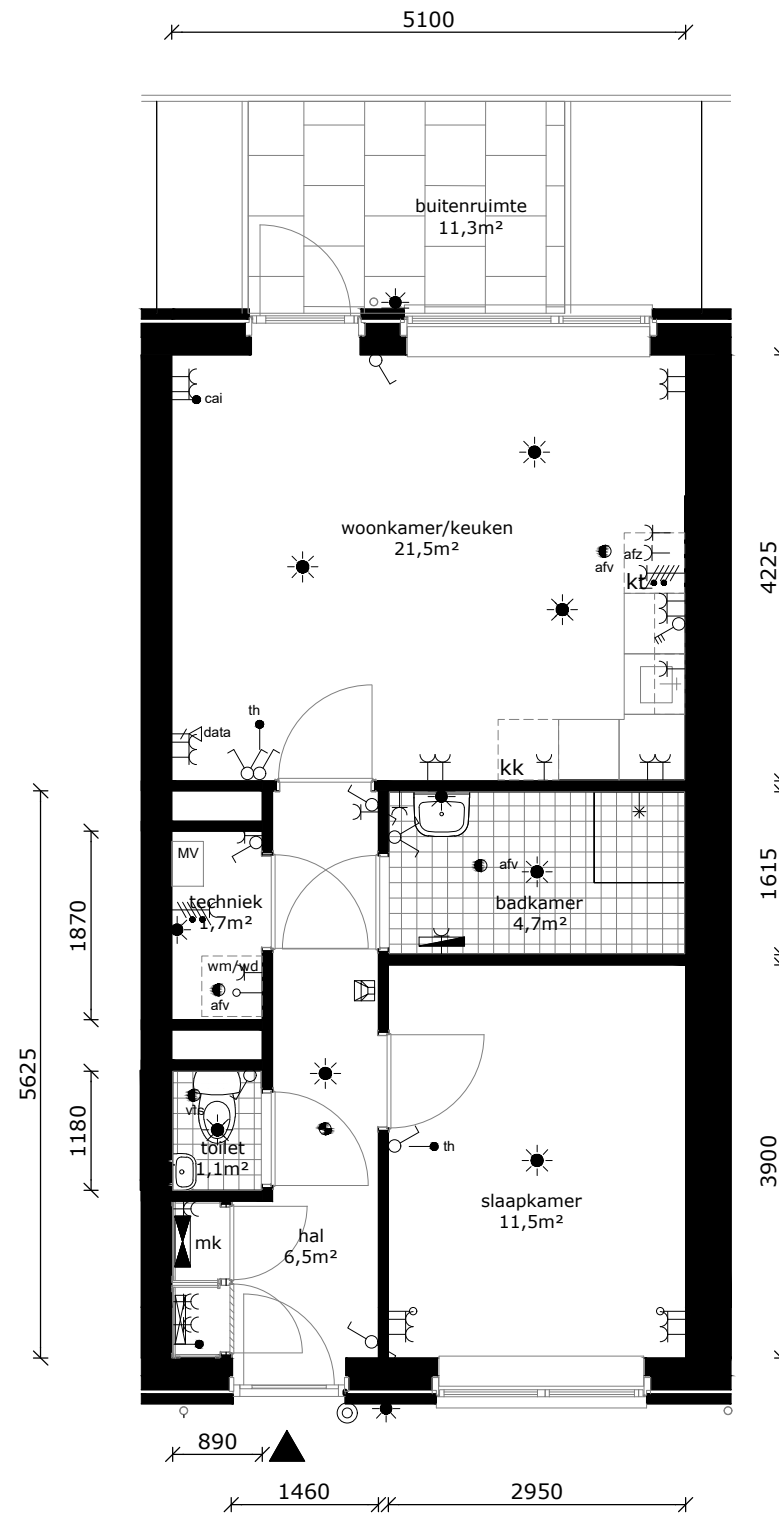 5100
buitenruimte
11,3m²
cai
woonkamer/keuken
21,5m²
afv
afz
kt
4225
th
data
kk
MV
techniek
1,7m²
wm/wd
afv
afv
badkamer
4,7m²
1615
1870
5625
vts
toilet
1,1m²
1180
th
slaapkamer
11,5m²
3900
mk
hal
6,5m²
890
1460
2950